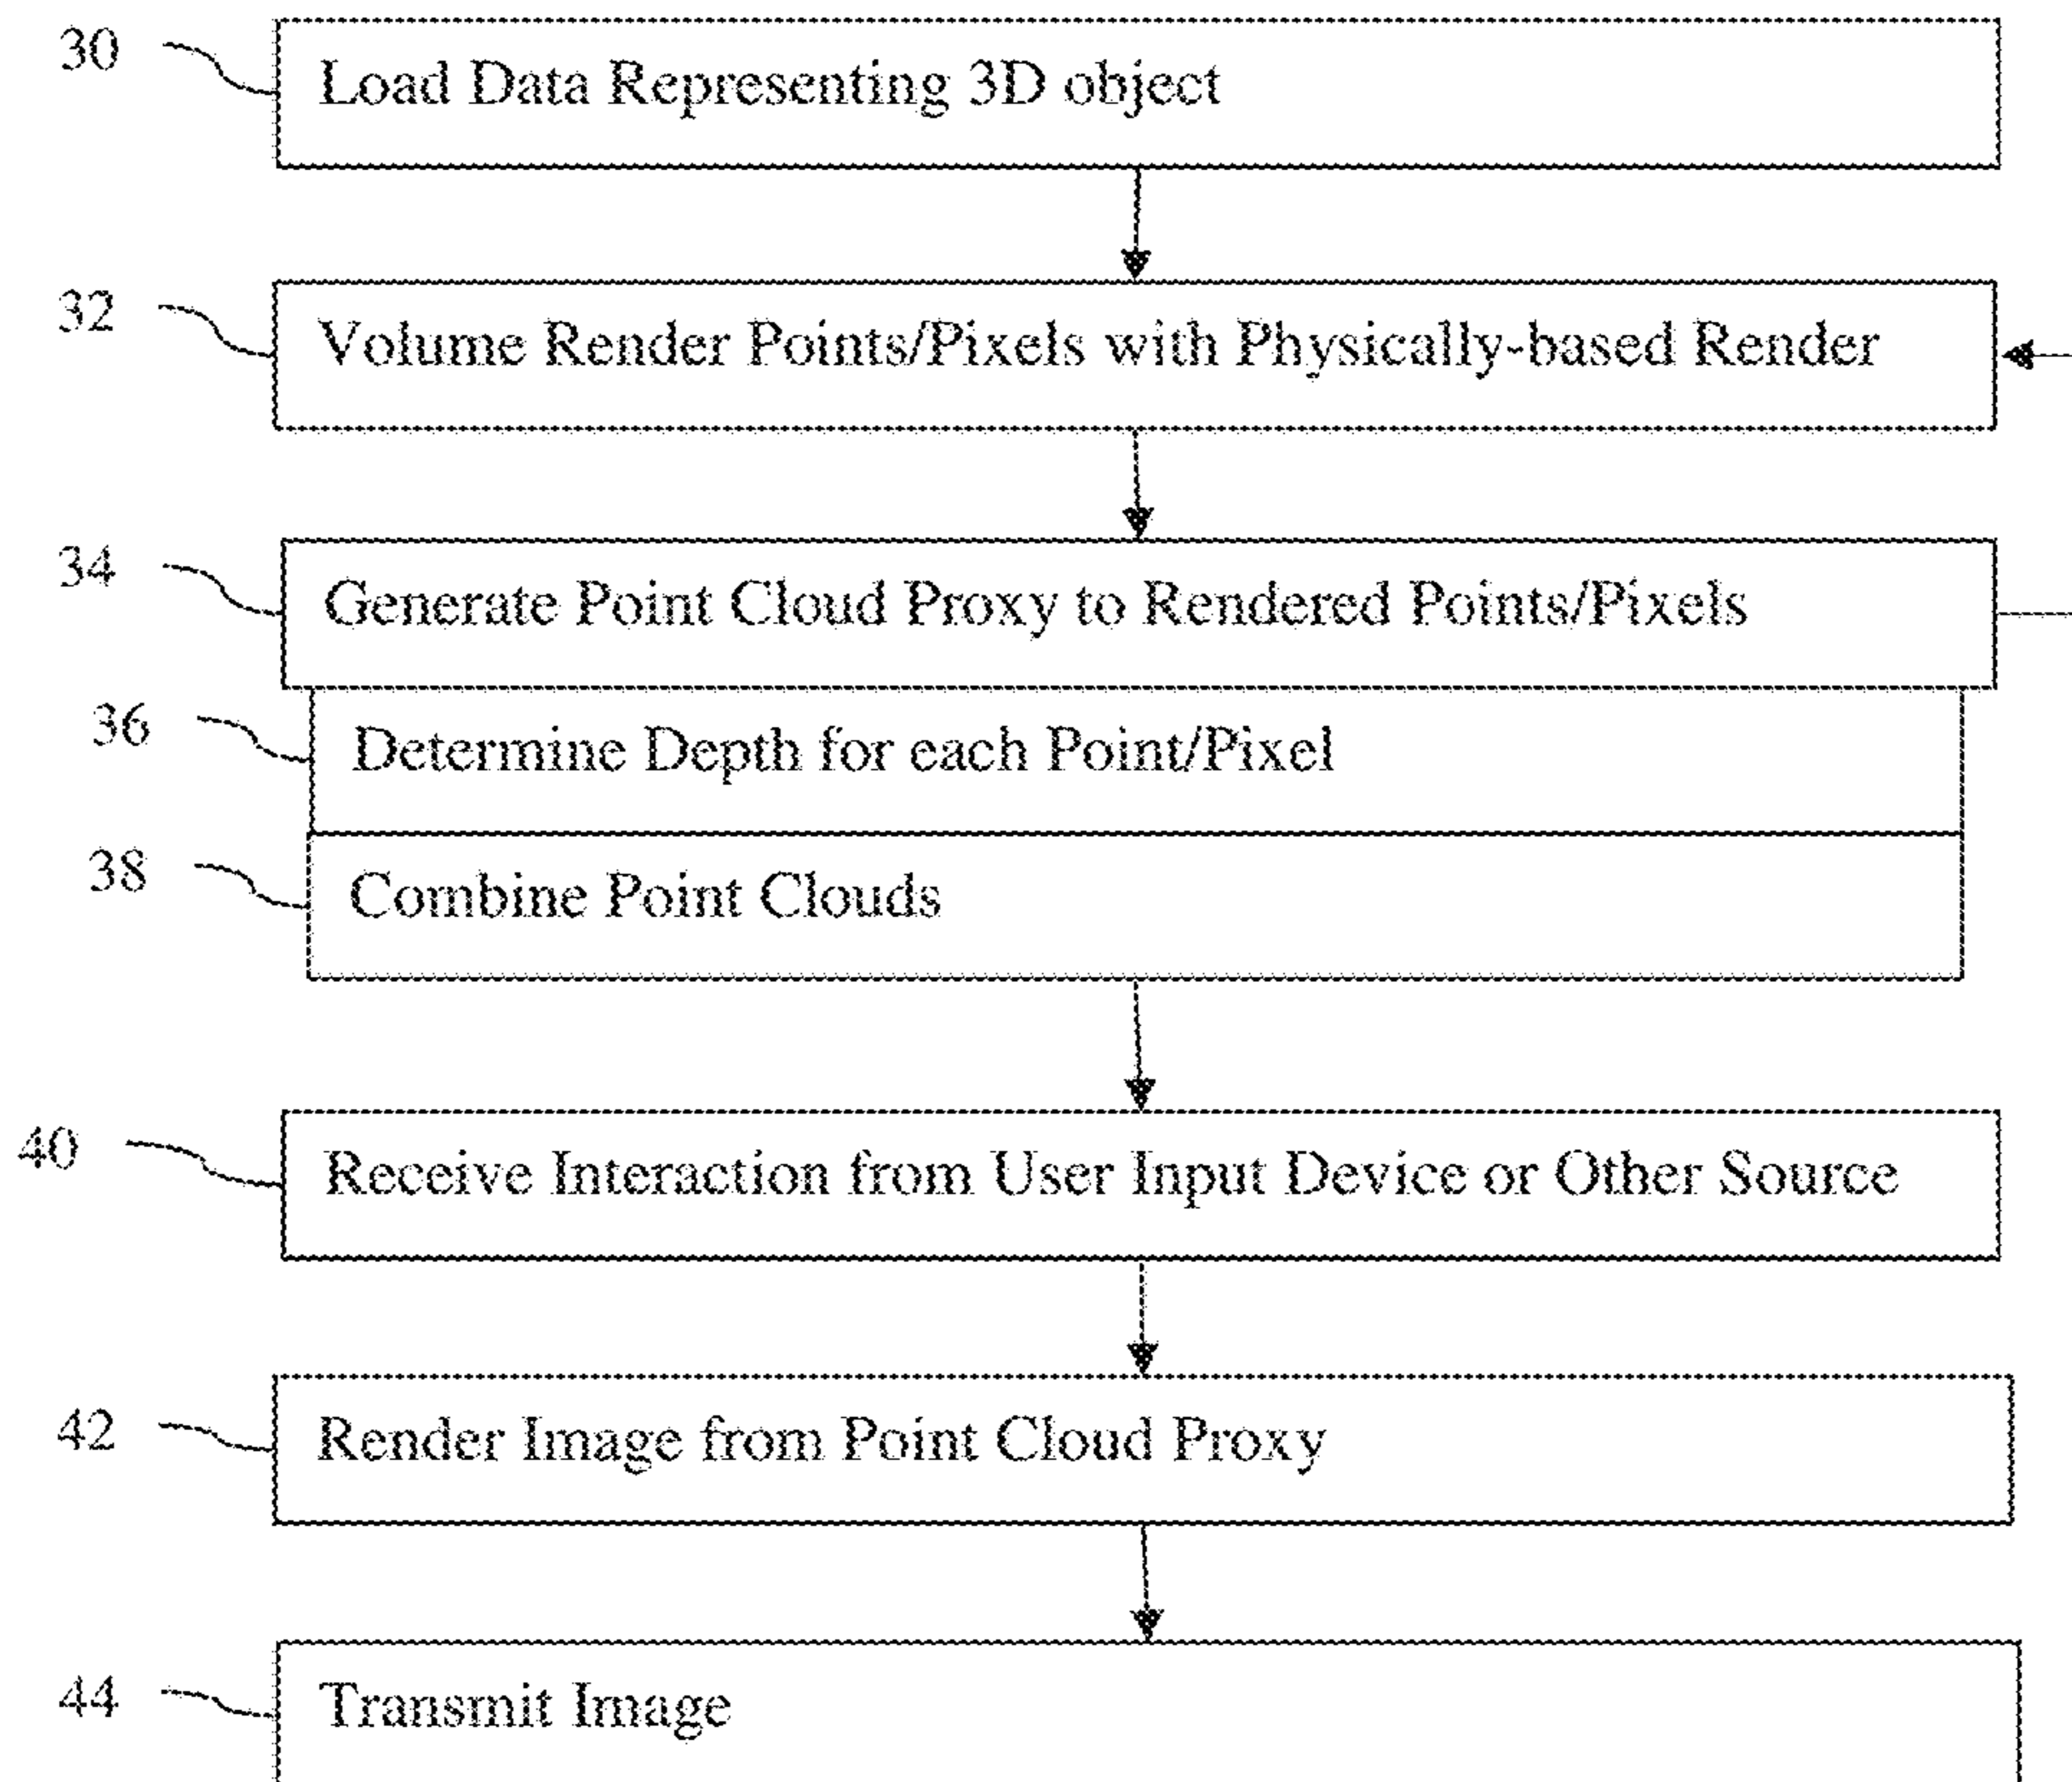 30 Load Data Representing 3D object
32 Volume Render Points/Pixels with Physically-based Render
34 Generate Point Cloud Proxy to Rendered Points/Pixels
36 Determine Depth for each Point/Pixel
38 Combine Point Clouds
40 Receive Interaction from User Input Device or Other Source
42 Render Image from Point Cloud Proxy
44 Transmit Image